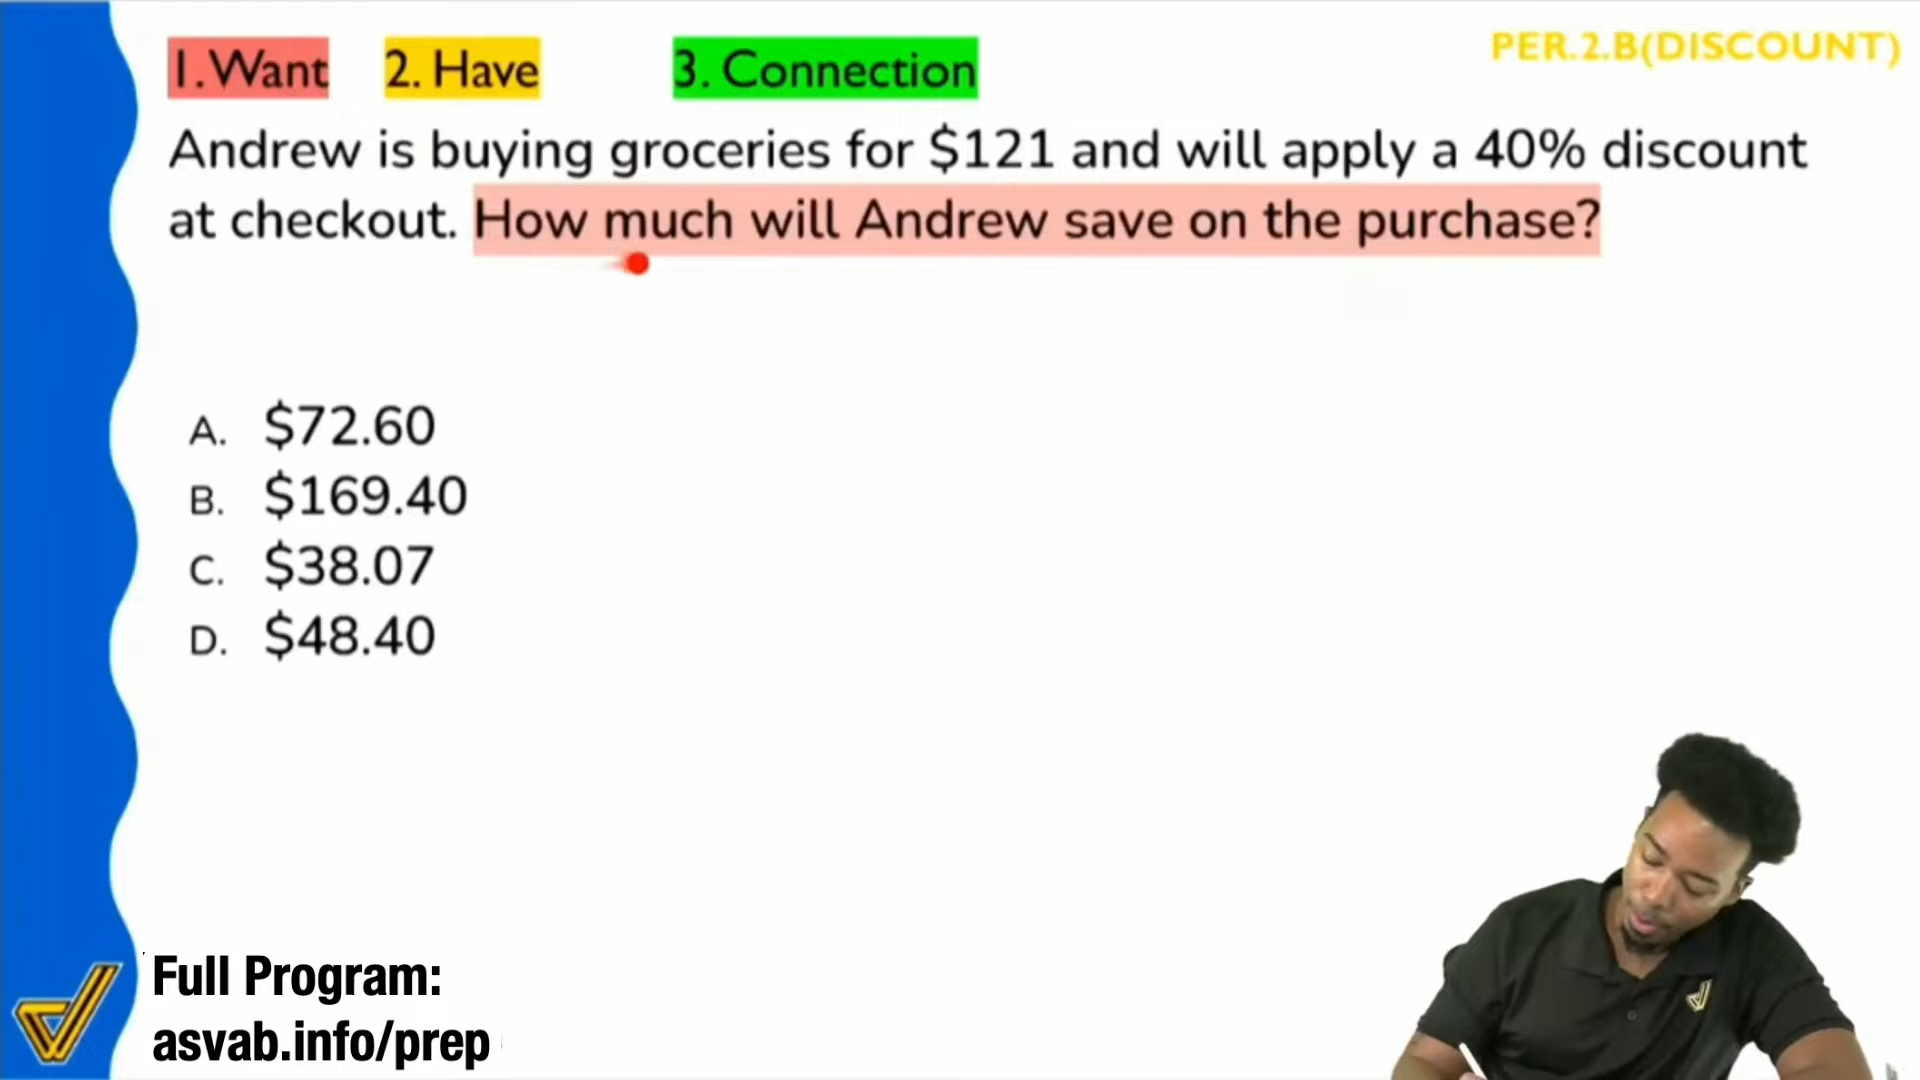 1. Want 2. Have 3. Connection
PER.2.B(DISCOUNT)
Andrew is buying groceries for $121 and will apply a 40% discount
at checkout. How much will Andrew save on the purchase?
A. $72.60
B. $169.40
C. $38.07
D. $48.40
Full Program:
asvab.info/prep